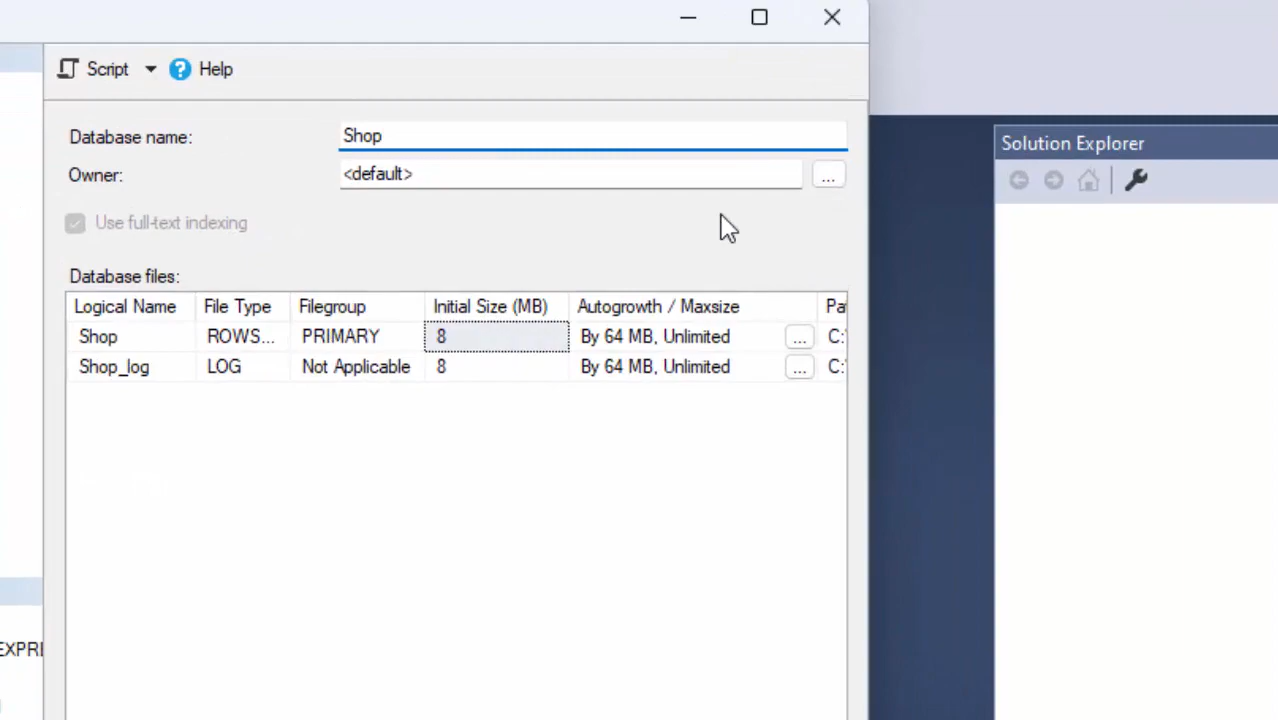 Script Help
Database name: Shop
Owner: <default> ...
Use full-text indexing
Database files:
Logical Name File Type Filegroup Initial Size (MB) Autogrowth / Maxsize Pa
Shop ROWS... PRIMARY 8 By 64 MB, Unlimited ... C:\
Shop_log LOG Not Applicable 8 By 64 MB, Unlimited ... C:\
Solution Explorer
EXPRE